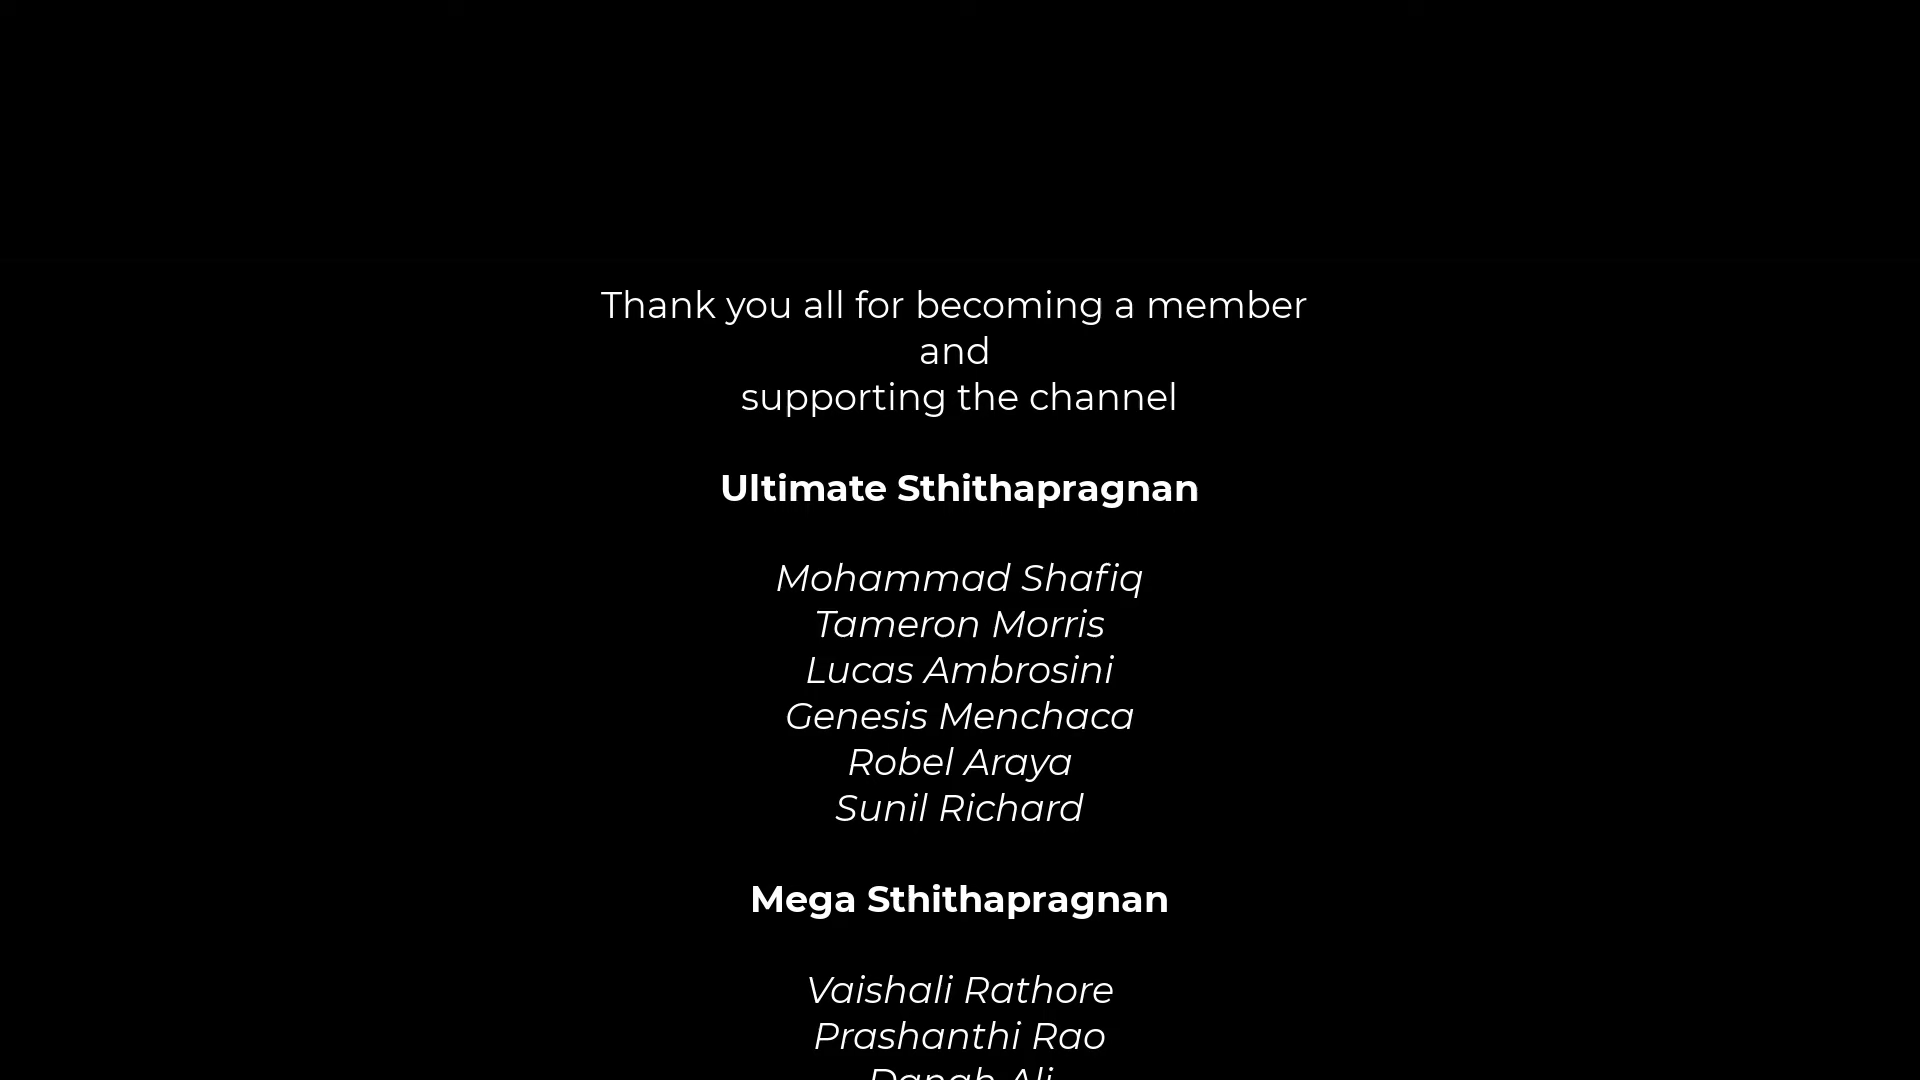 Thank you all for becoming a member
and
supporting the channel
Ultimate Sthithapragnan
Mohammad Shafiq
Tameron Morris
Lucas Ambrosini
Genesis Menchaca
Robel Araya
Sunil Richard
Mega Sthithapragnan
Vaishali Rathore
Prashanthi Rao
Ali